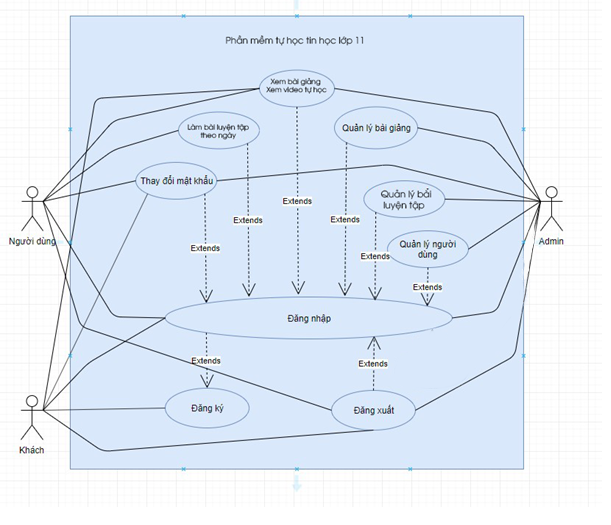 Phần mềm tự học tin học lớp 11
Xem bài giảng
Xem video tự học
Làm bài luyện tập
theo ngày
Quản lý bài giảng
Thay đổi mật khẩu
Quản lý bải
luyện tập
Extends
Extends
Extends
Người dùng
Admin
Quản lý người
dùng
Extends
Extends
Extends
Đăng nhập
Extends
Extends
Đăng ký
Đăng xuất
Khách